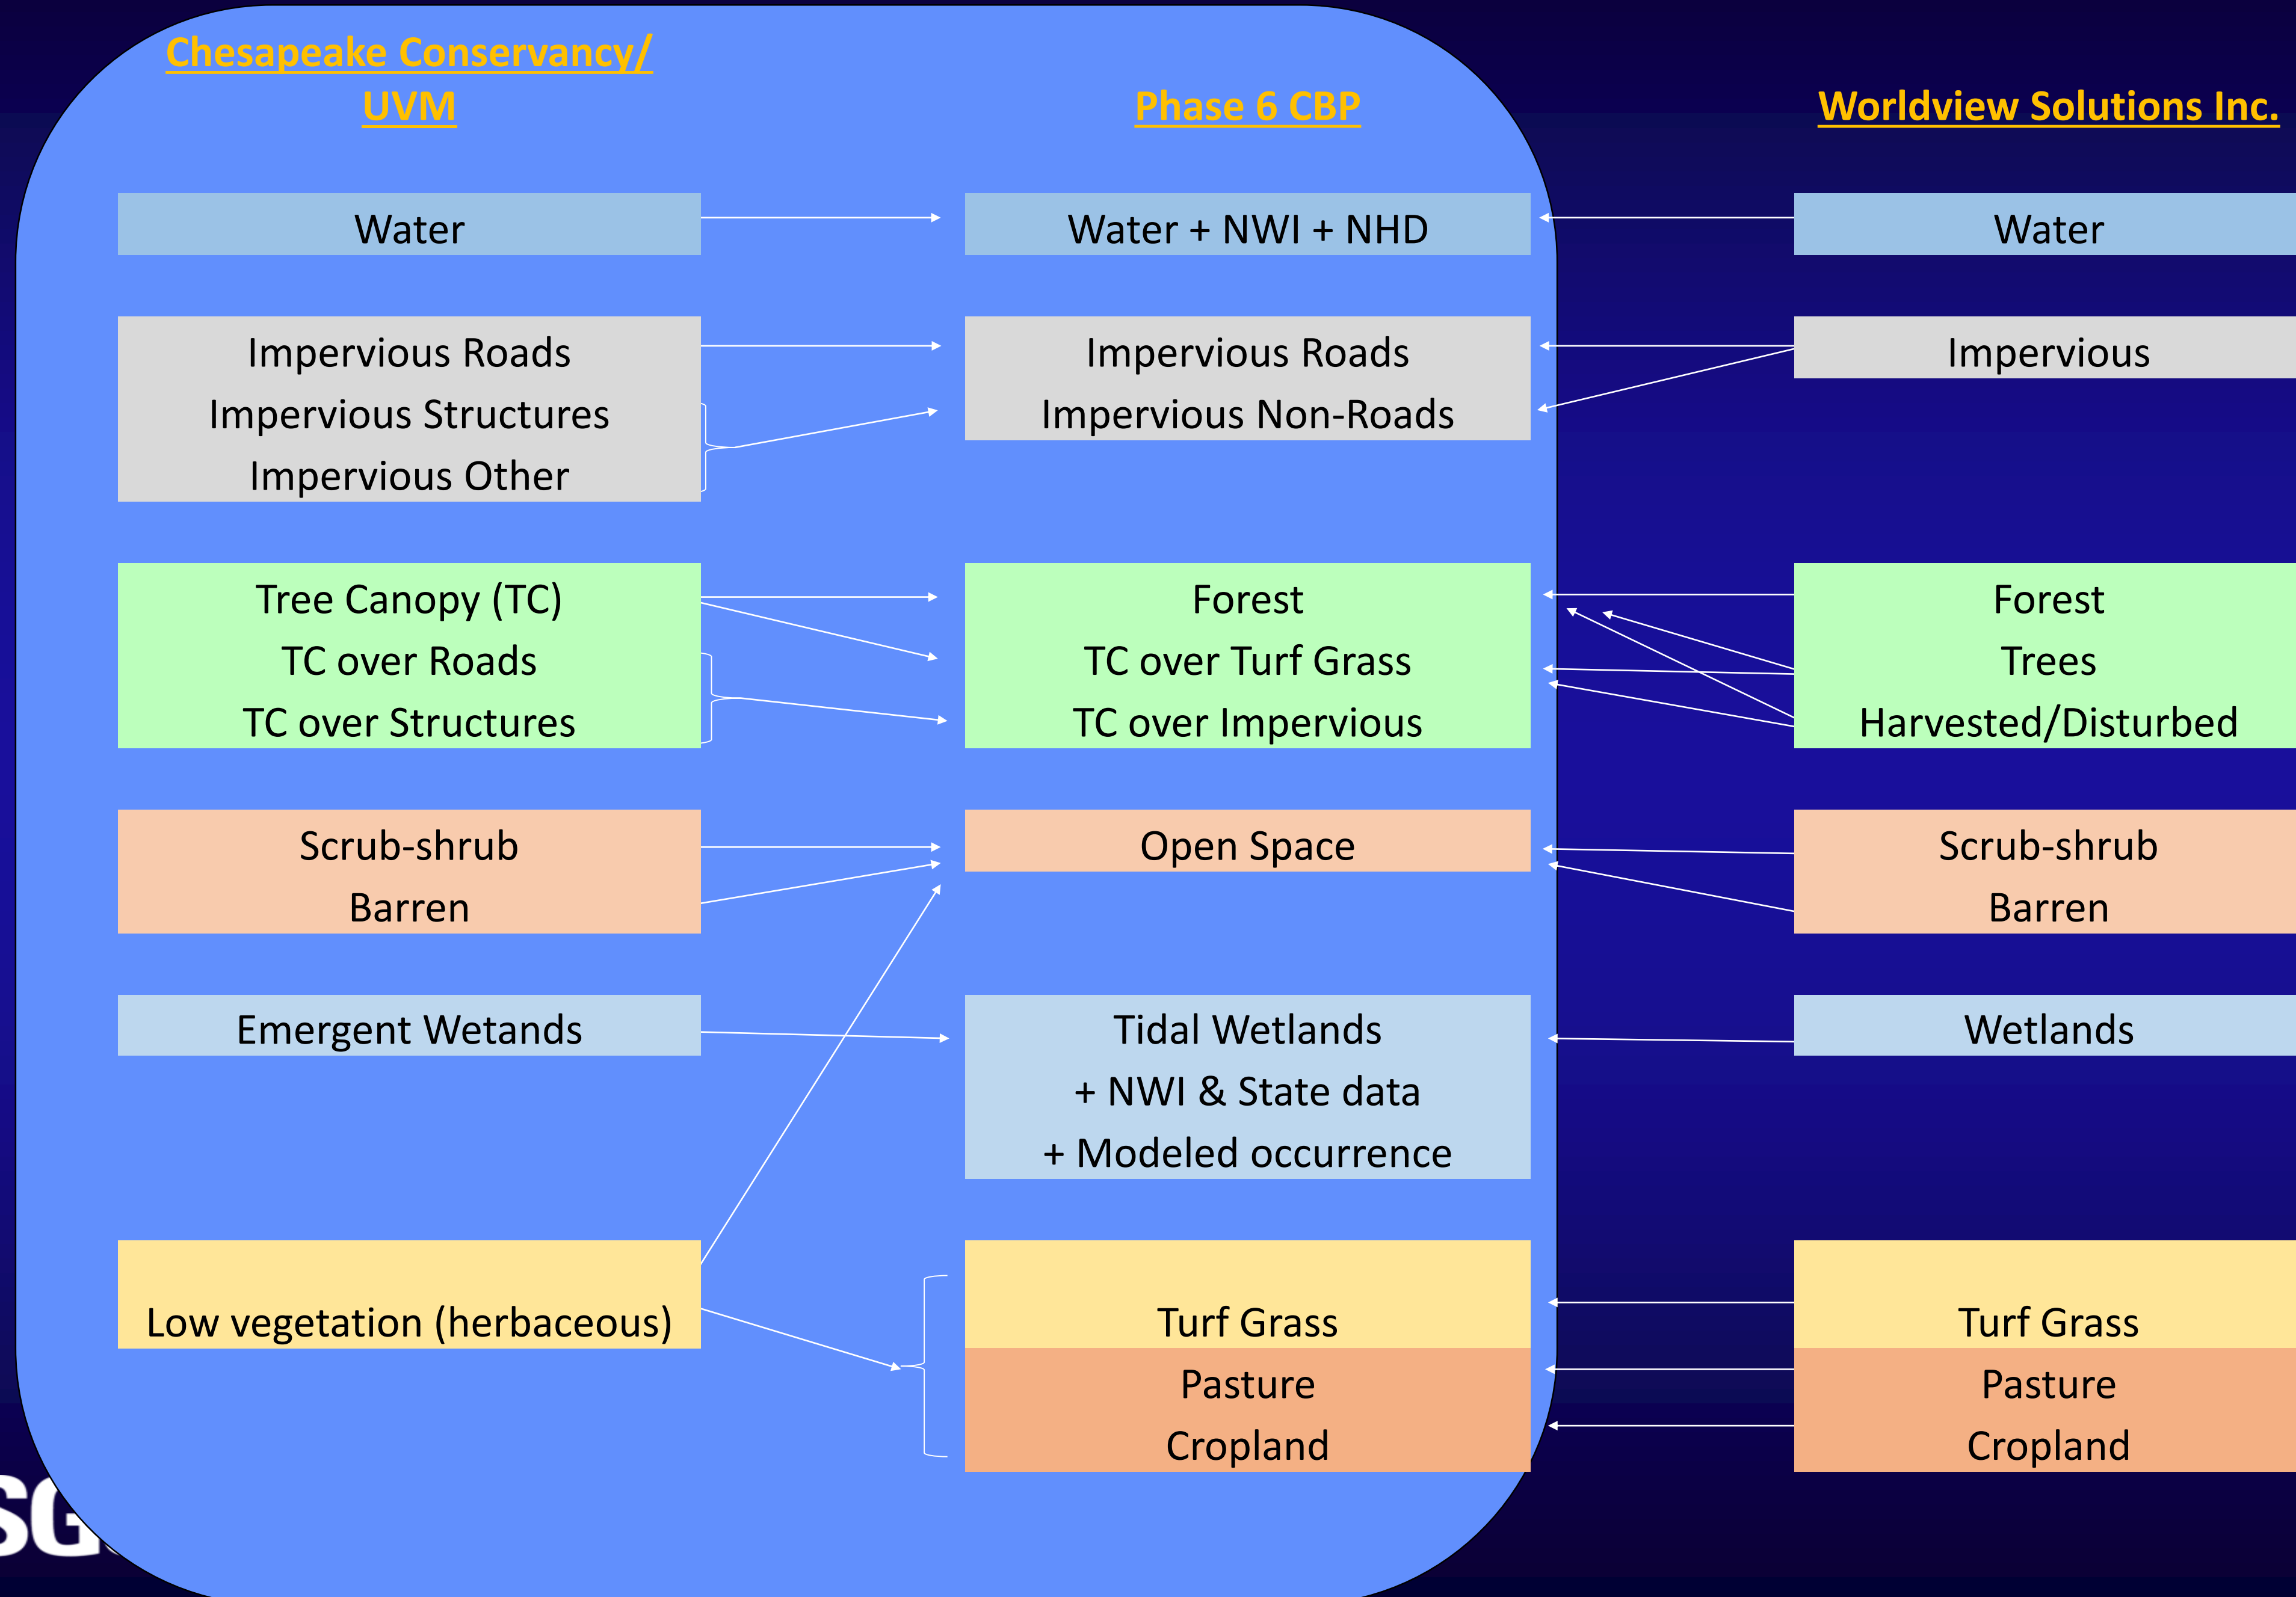 Chesapeake Conservancy/
UVM
Phase 6 CBP
Worldview Solutions Inc.
Water
Water + NWI + NHD
Water
Impervious Roads
Impervious Roads
Impervious
Impervious Structures
Impervious Non-Roads
Impervious Other
Tree Canopy (TC)
Forest
Forest
TC over Roads
TC over Turf Grass
Trees
TC over Structures
TC over Impervious
Harvested/Disturbed
Scrub-shrub
Open Space
Scrub-shrub
Barren
Barren
Emergent Wetands
Tidal Wetlands
Wetlands
+ NWI & State data
+ Modeled occurrence
Low vegetation (herbaceous)
Turf Grass
Turf Grass
Pasture
Pasture
Cropland
Cropland